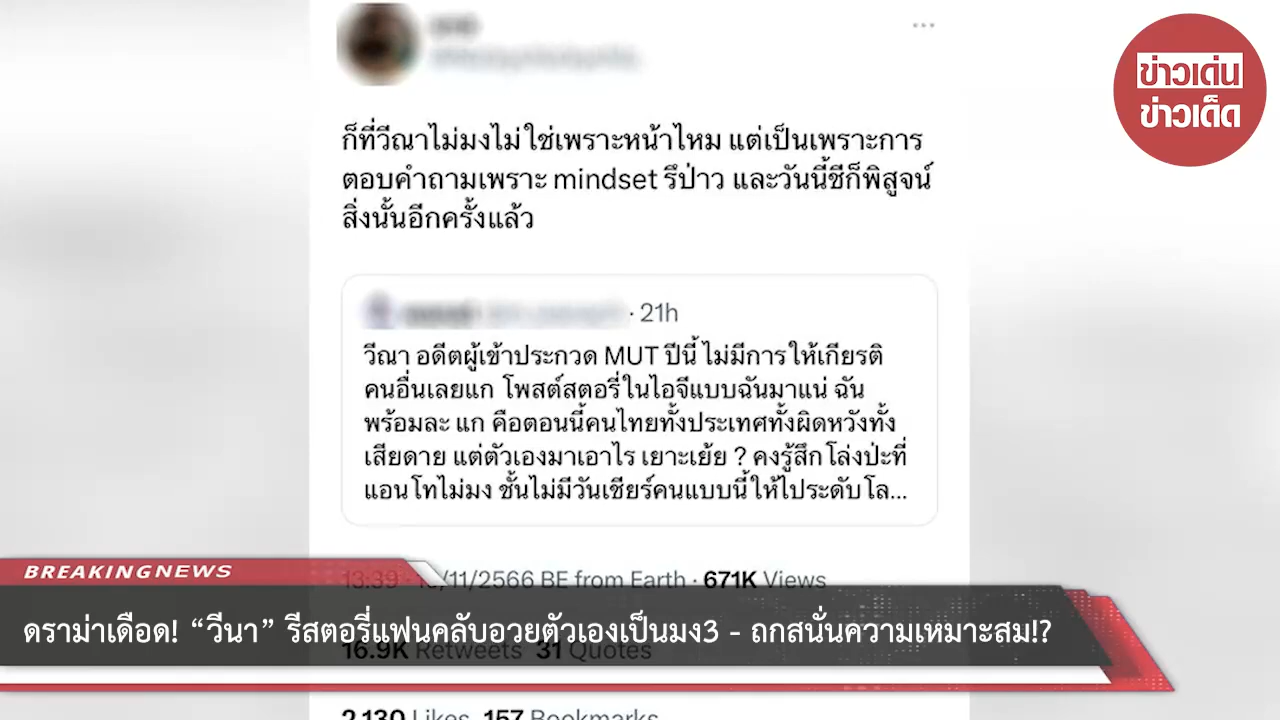 ข่าวเด่น
ข่าวเด็ด
ก็ที่วีณาไม่มงไม่ใช่เพราะหน้าไหม แต่เป็นเพราะการ
ตอบคำถามเพราะ mindset รึป่าว และวันนี้ชีก็พิสูจน์
สิ่งนั้นอีกครั้งแล้ว
· 21h
วีณา อดีตผู้เข้าประกวด MUT ปีนี้ ไม่มีการให้เกียรติ
คนอื่นเลยแก โพสต์สตอรี่ในไอจีแบบฉันมาแน่ ฉัน
พร้อมละ แก คือตอนนี้คนไทยทั้งประเทศทั้งผิดหวังทั้ง
เสียดาย แต่ตัวเองมาเอาไร เยาะเย้ย ? คงรู้สึกโล่งป่ะที่
แอนโทไม่มง ชั้นไม่มีวันเชียร์คนแบบนี้ให้ไประดับโล...
BREAKINGNEWS
13:39 · /11/2566 BE from Earth · 671K Views
ดราม่าเดือด! “วีนา” รีสตอรี่แฟนคลับอวยตัวเองเป็นมง3 - ถกสนั่นความเหมาะสม!?
16.9K Retweets 31 Quotes
2,130 Likes 157 Bookmarks